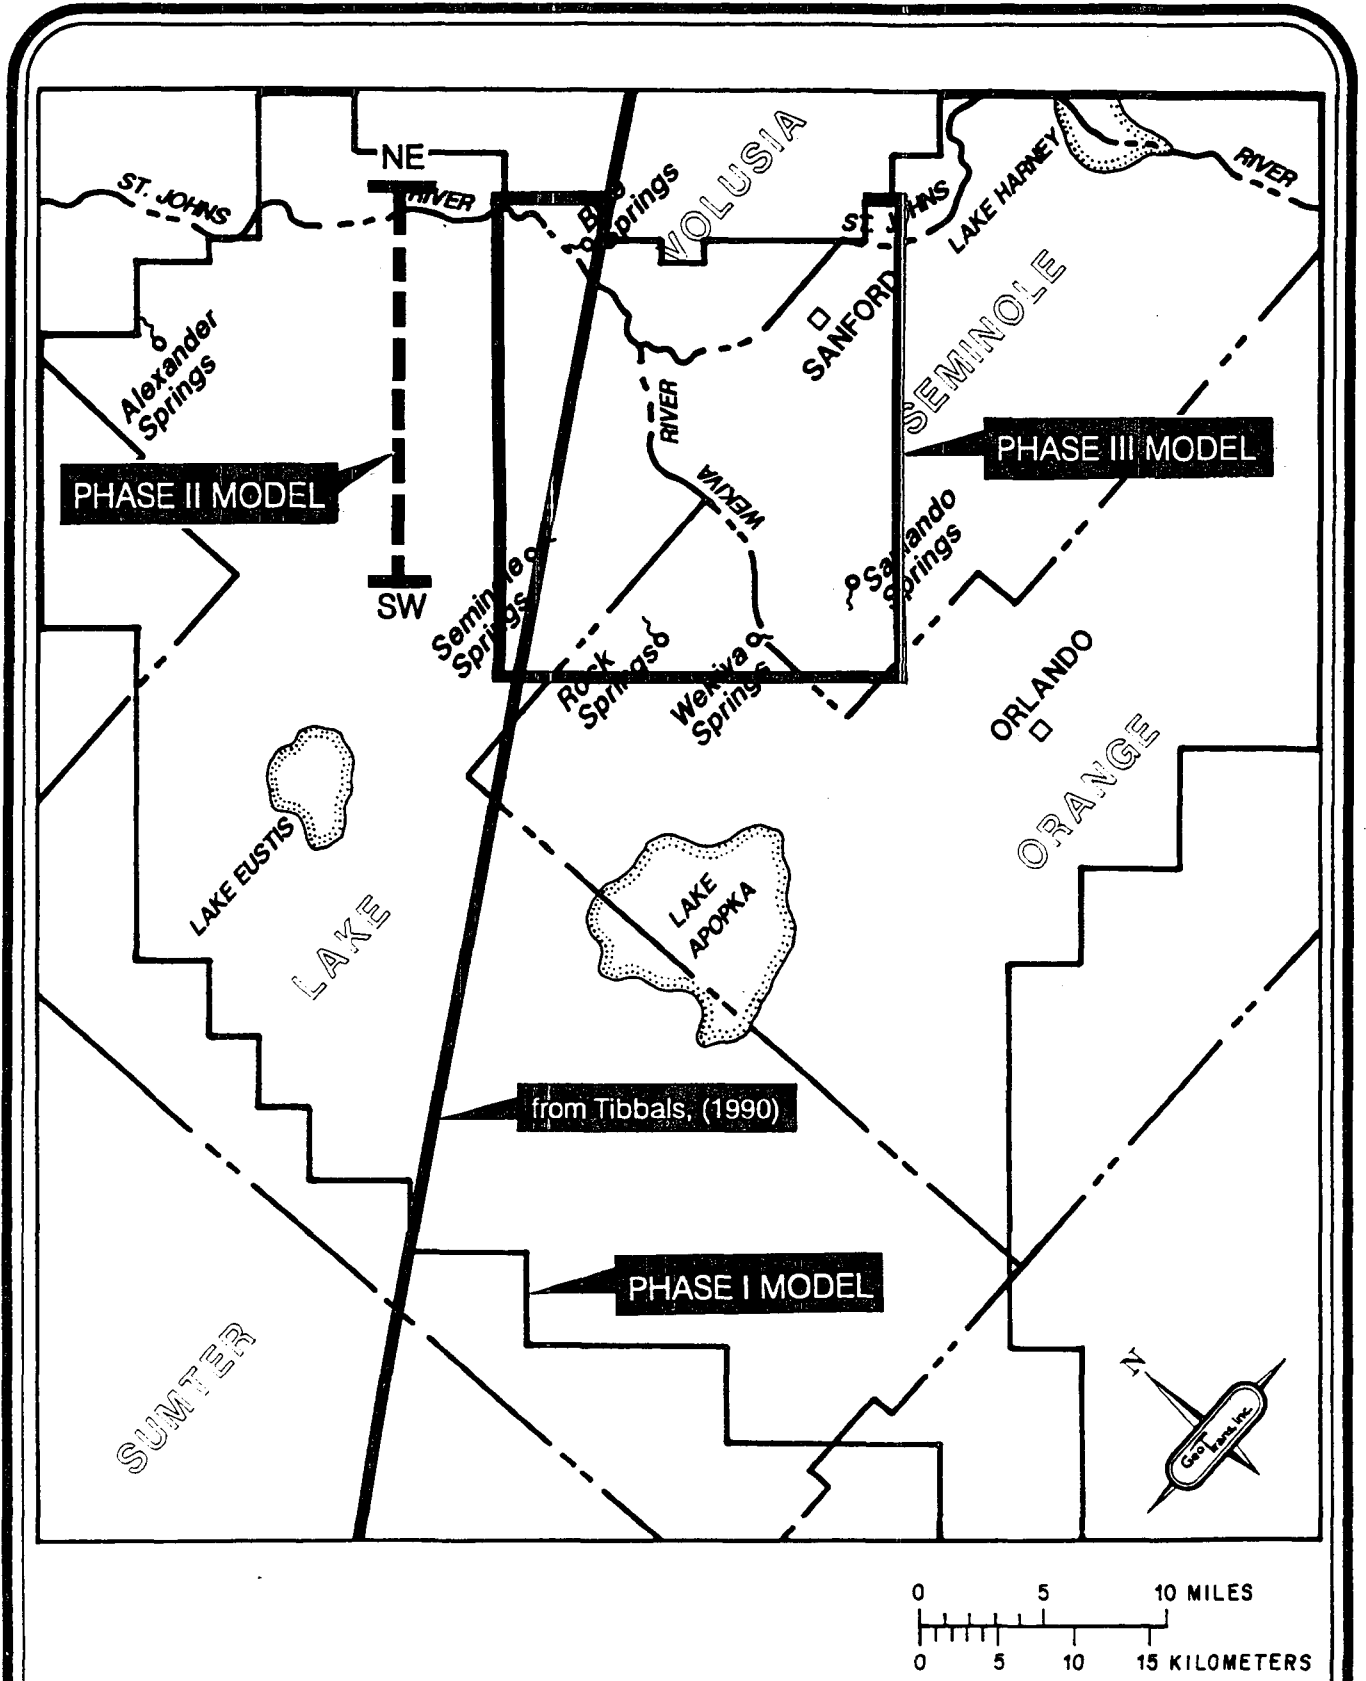 NE
ST. JOHNS
RIVER
VOLUSIA
Springs
ST. JOHNS
LAKE HARNEY
RIVER
SANFORD
SEMINOLE
Alexander
Springs
RIVER
WEKIVA
PHASE II MODEL
PHASE III MODEL
SW
Seminole
Springs
Rock
Springs
Wekiva
Springs
Sanlando
Springs
ORLANDO
ORANGE
LAKE EUSTIS
LAKE
LAKE
APOPKA
from Tibbals, (1990)
PHASE I MODEL
SUMTER
N
GeoTrans, inc.
0 5 10 MILES
0 5 10 15 KILOMETERS